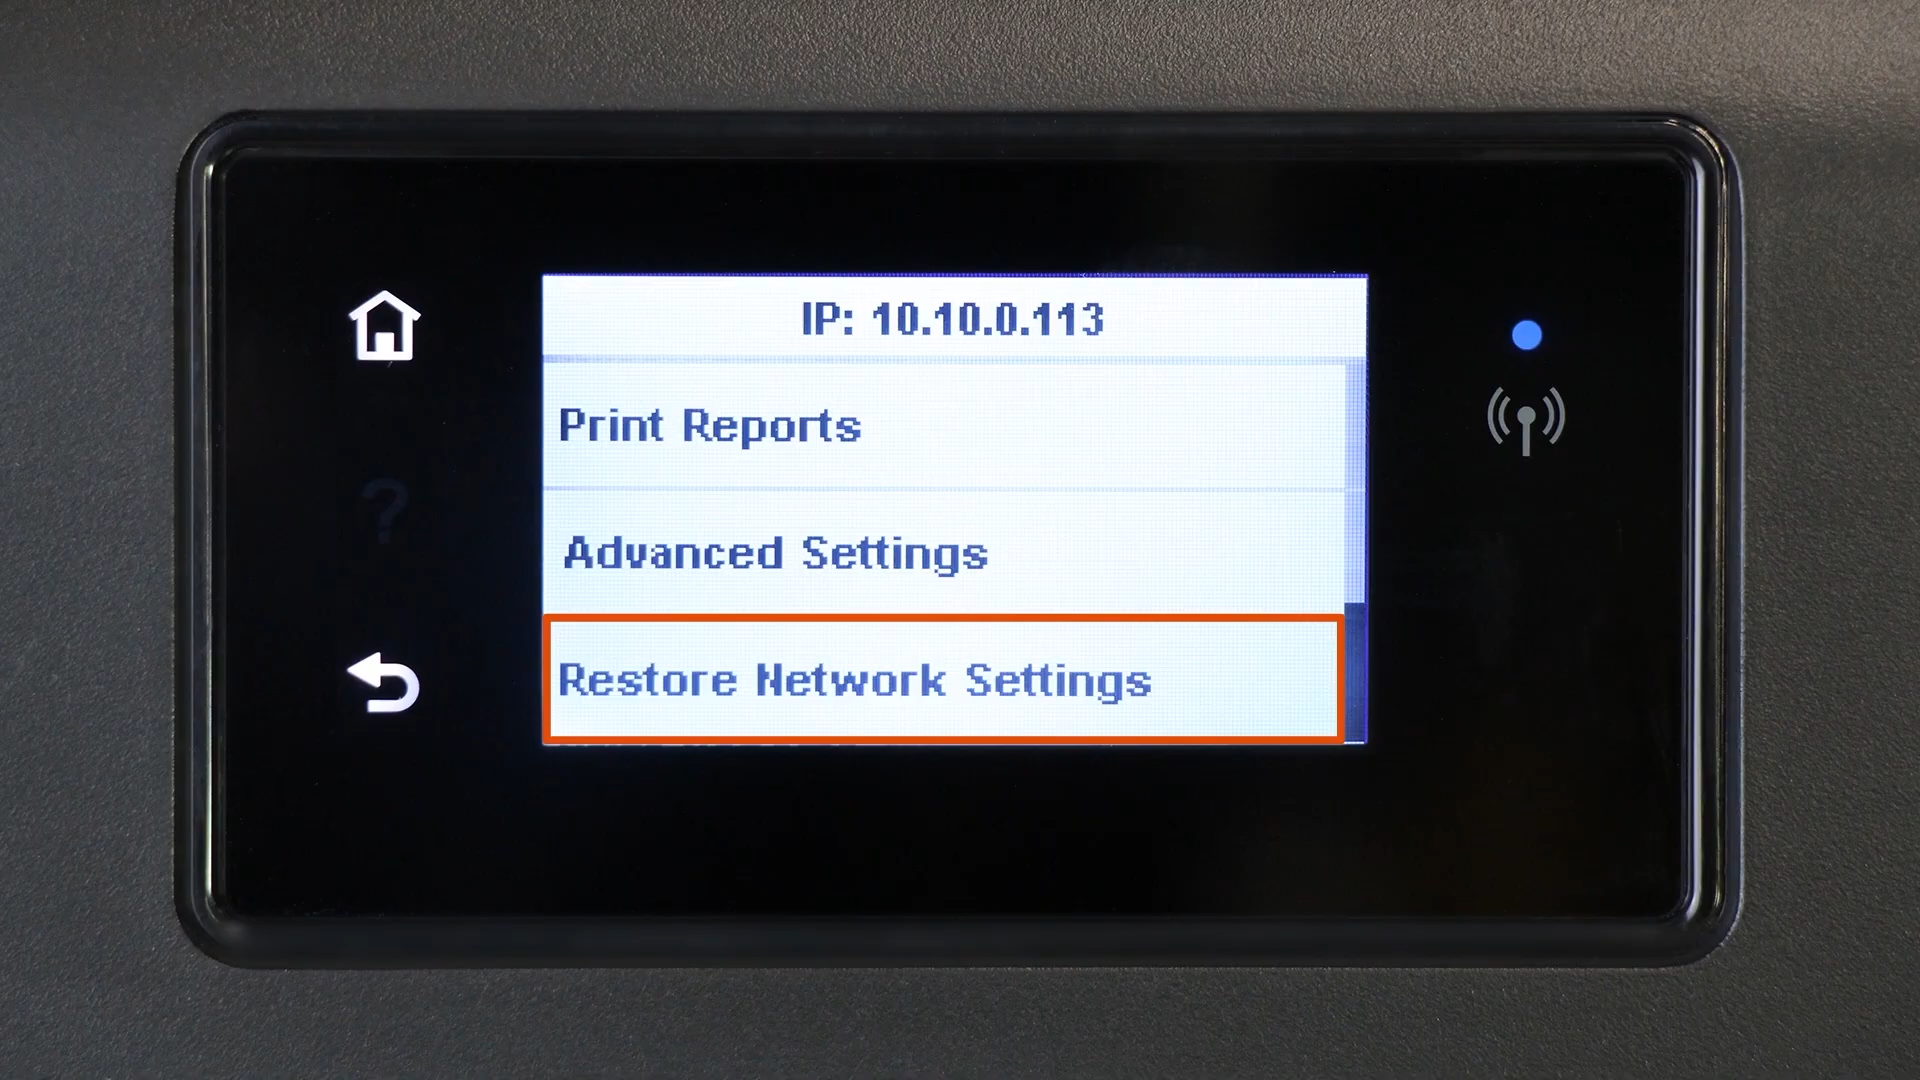 IP: 10.10.0.113
Print Reports
?
Advanced Settings
Restore Network Settings